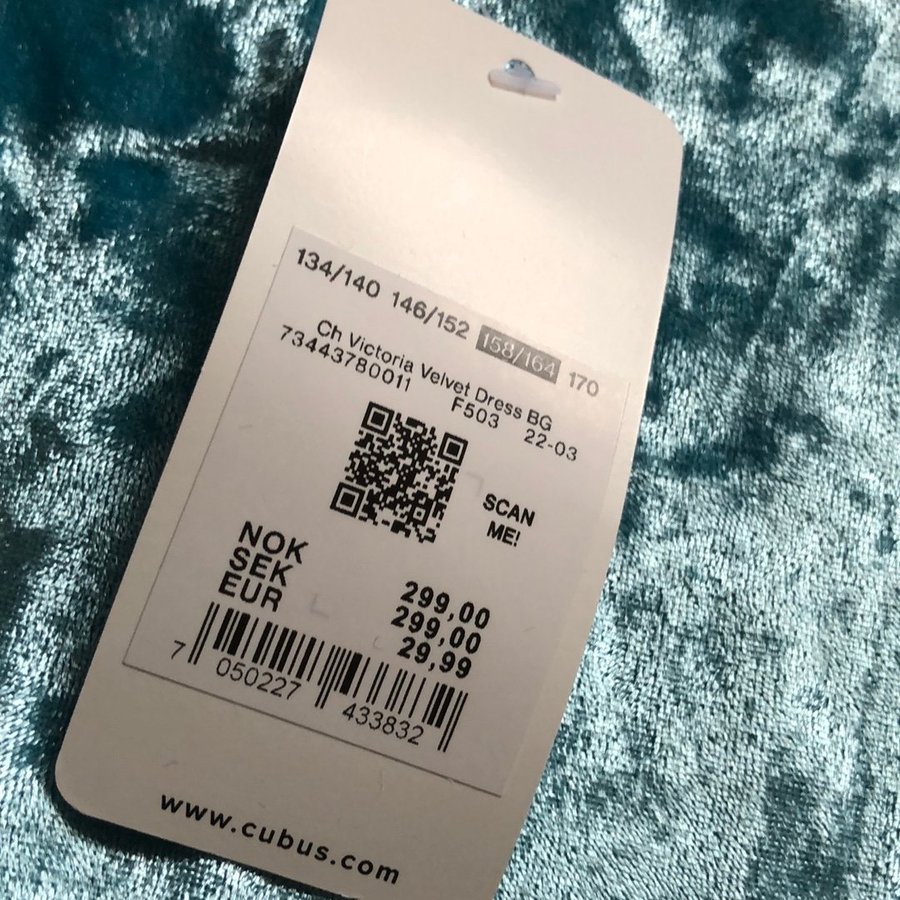 134/140 146/152 158/164 170
Ch Victoria Velvet Dress BG
73443780011 F503 22-03
SCAN
ME!
NOK 299,00
SEK 299,00
EUR 29,99
7 050227 433832
www.cubus.com